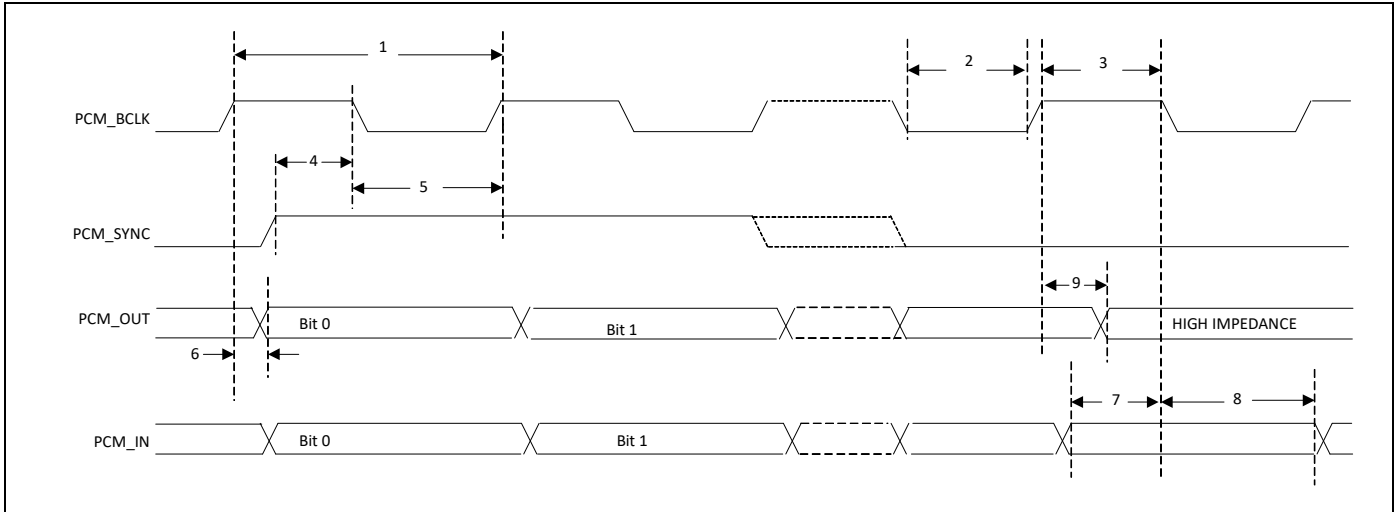 1
2
3
PCM_BCLK
4
5
PCM_SYNC
9
PCM_OUT
Bit 0
Bit 1
HIGH IMPEDANCE
6
7
8
PCM_IN
Bit 0
Bit 1